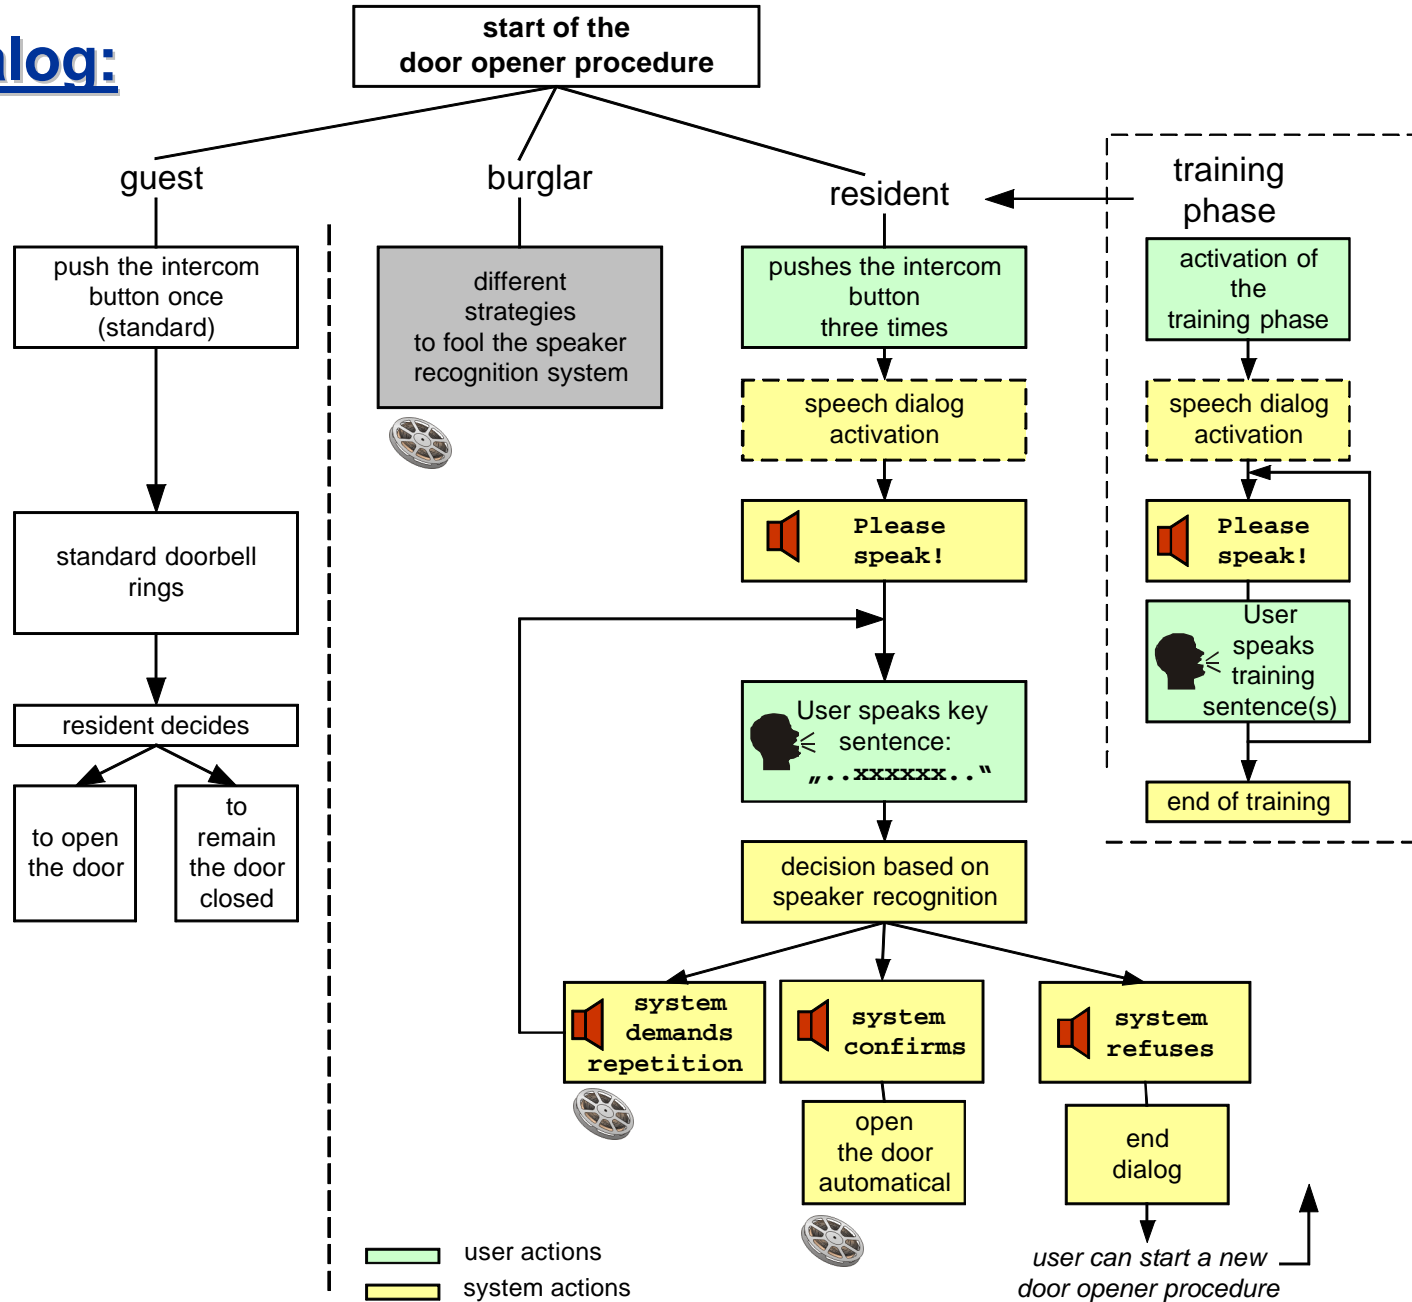 alog:
start of the
door opener procedure
guest
burglar
resident
training
phase
push the intercom
button once
(standard)
different
strategies
to fool the speaker
recognition system
pushes the intercom
button
three times
activation of
the
training phase
speech dialog
activation
speech dialog
activation
Please
speak!
Please
speak!
standard doorbell
rings
User
speaks
training
sentence(s)
resident decides
User speaks key
sentence:
„..xxxxxx..“
to open
the door
to
remain
the door
closed
end of training
decision based on
speaker recognition
system
demands
repetition
system
confirms
system
refuses
open
the door
automatical
end
dialog
user actions
system actions
user can start a new
door opener procedure